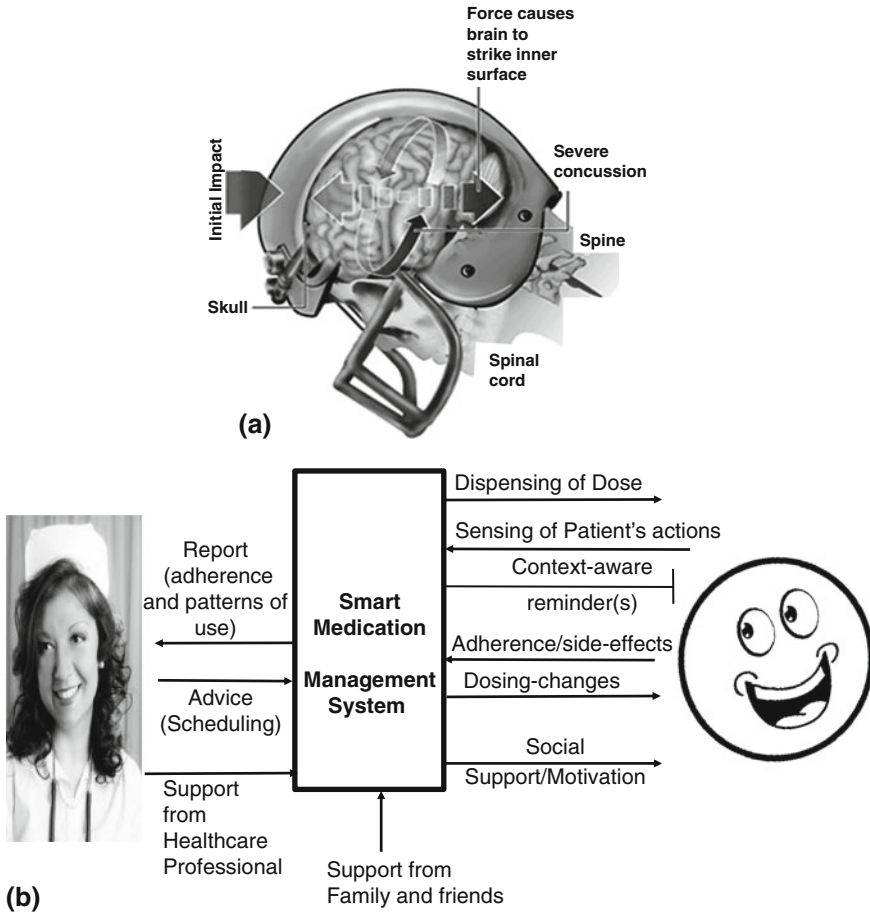 Force causes
brain to
strike inner
surface
Severe
concussion
Initial Impact
Spine
Skull
Spinal
cord
(a)
Dispensing of Dose
Sensing of Patient's actions
Report
(adherence
and patterns of
use)
Context-aware
reminder(s)
Smart
Medication
Management
System
Adherence/side-effects
Dosing-changes
Advice
(Scheduling)
Social
Support/Motivation
Support
from
Healthcare
Professional
Support from
Family and friends
(b)